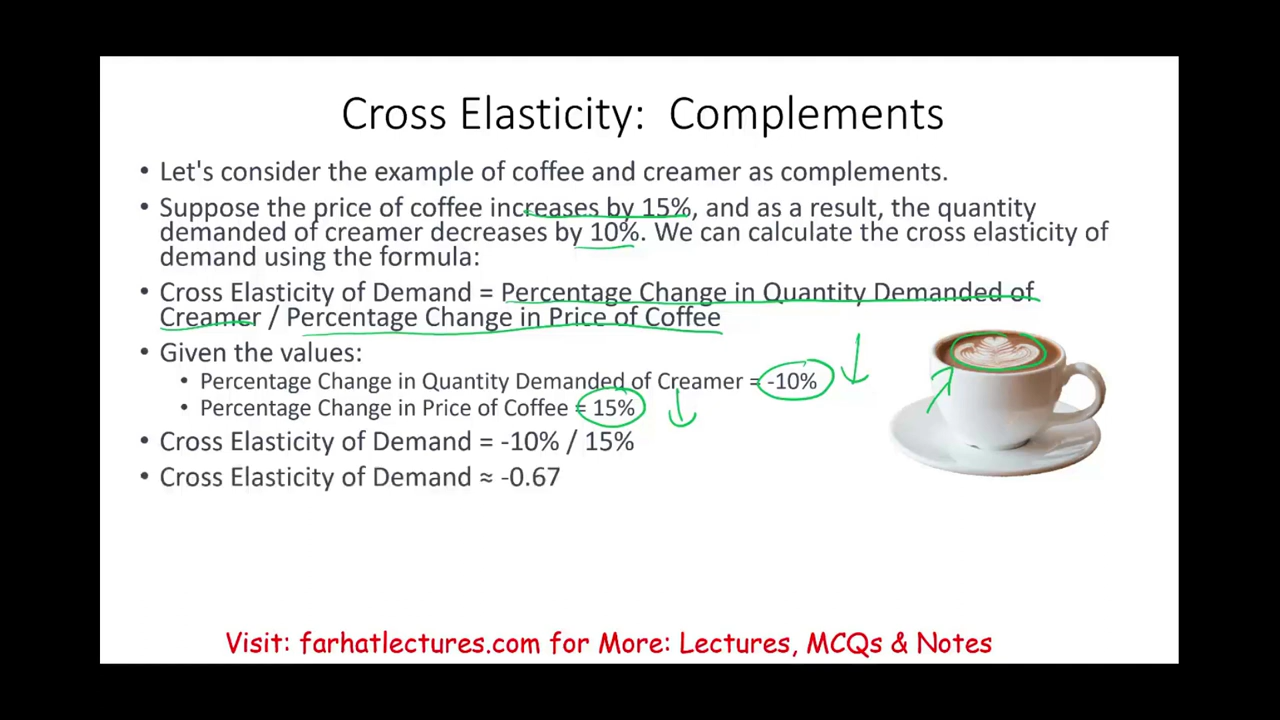 Cross Elasticity: Complements
• Let's consider the example of coffee and creamer as complements.
• Suppose the price of coffee increases by 15%, and as a result, the quantity
demanded of creamer decreases by 10%. We can calculate the cross elasticity of
demand using the formula:
• Cross Elasticity of Demand = Percentage Change in Quantity Demanded of
Creamer / Percentage Change in Price of Coffee
• Given the values:
• Percentage Change in Quantity Demanded of Creamer = -10%
• Percentage Change in Price of Coffee = 15%
• Cross Elasticity of Demand = -10% / 15%
• Cross Elasticity of Demand ≈ -0.67
Visit: farhatlectures.com for More: Lectures, MCQs & Notes